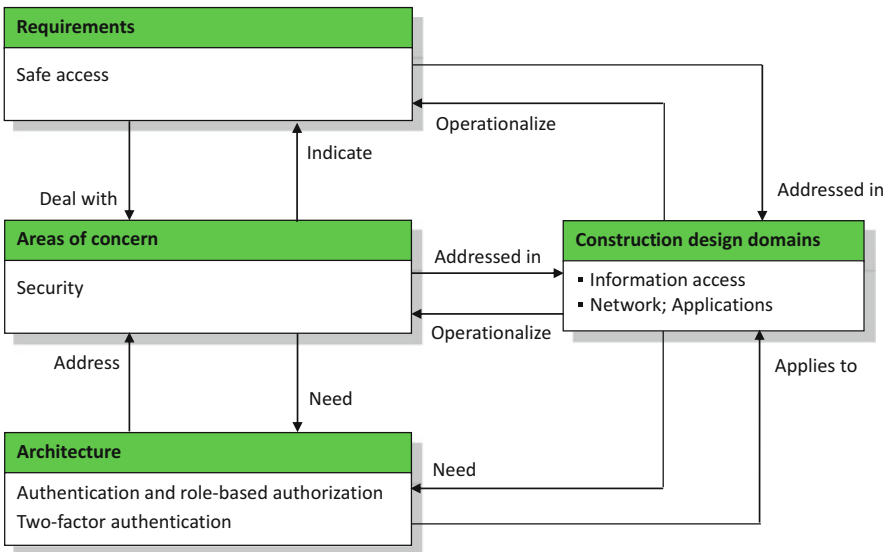 Requirements
Safe access
Operationalize
Indicate
Deal with
Addressed in
Areas of concern
Security
Addressed in
Operationalize
Construction design domains
▪ Information access
▪ Network; Applications
Address
Need
Applies to
Architecture
Authentication and role-based authorization
Two-factor authentication
Need